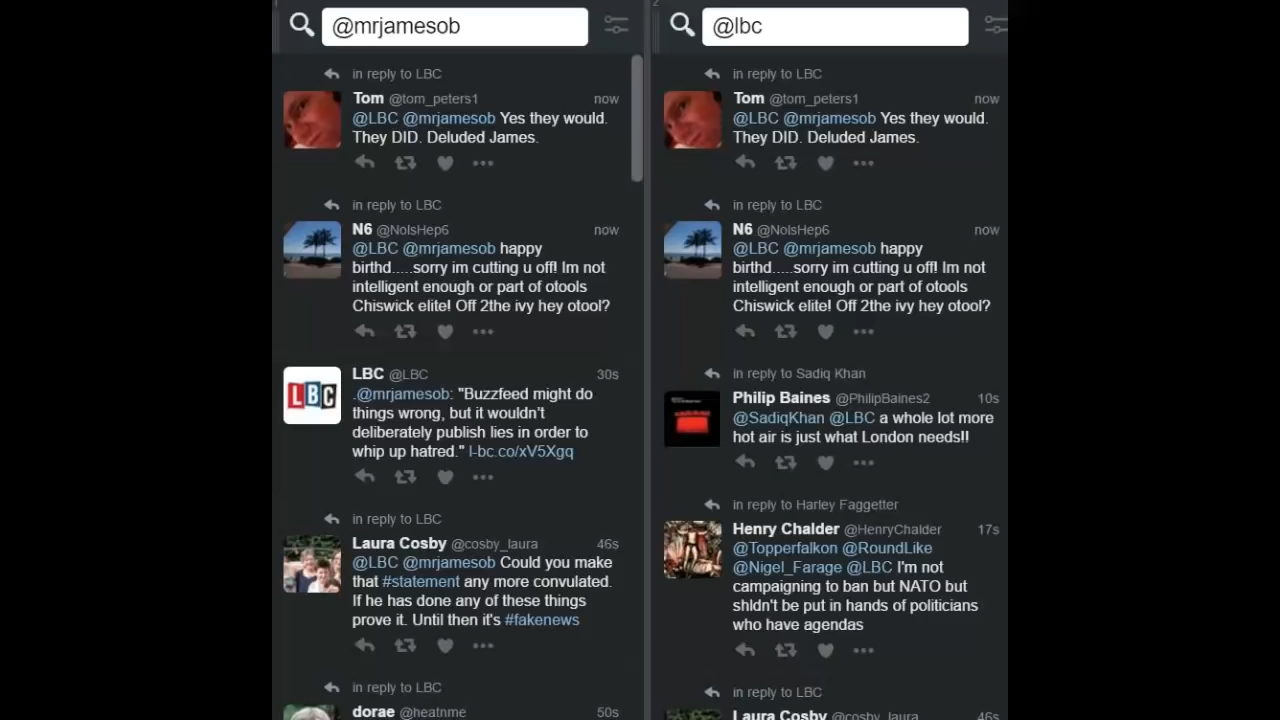 1
@mrjamesob
in reply to LBC
Tom @tom_peters1 now
@LBC @mrjamesob Yes they would.
They DID. Deluded James.
in reply to LBC
N6 @NolsHep6 now
@LBC @mrjamesob happy
birthd.....sorry im cutting u off! Im not
intelligent enough or part of otools
Chiswick elite! Off 2the ivy hey otool?
LBC
LBC @LBC 30s
.@mrjamesob: "Buzzfeed might do
things wrong, but it wouldn't
deliberately publish lies in order to
whip up hatred." l-bc.co/xV5Xgq
in reply to LBC
Laura Cosby @cosby_laura 46s
@LBC @mrjamesob Could you make
that #statement any more convulated.
If he has done any of these things
prove it. Until then it's #fakenews
in reply to LBC
dorae @heatnme 50s
2
@lbc
in reply to LBC
Tom @tom_peters1 now
@LBC @mrjamesob Yes they would.
They DID. Deluded James.
in reply to LBC
N6 @NolsHep6 now
@LBC @mrjamesob happy
birthd.....sorry im cutting u off! Im not
intelligent enough or part of otools
Chiswick elite! Off 2the ivy hey otool?
in reply to Sadiq Khan
Philip Baines @PhilipBaines2 10s
@SadiqKhan @LBC a whole lot more
hot air is just what London needs!!
in reply to Harley Faggetter
Henry Chalder @HenryChalder 17s
@Topperfalkon @RoundLike
@Nigel_Farage @LBC I'm not
campaigning to ban but NATO but
shldn't be put in hands of politicians
who have agendas
in reply to LBC
Laura Cosby @cosby_laura 46s